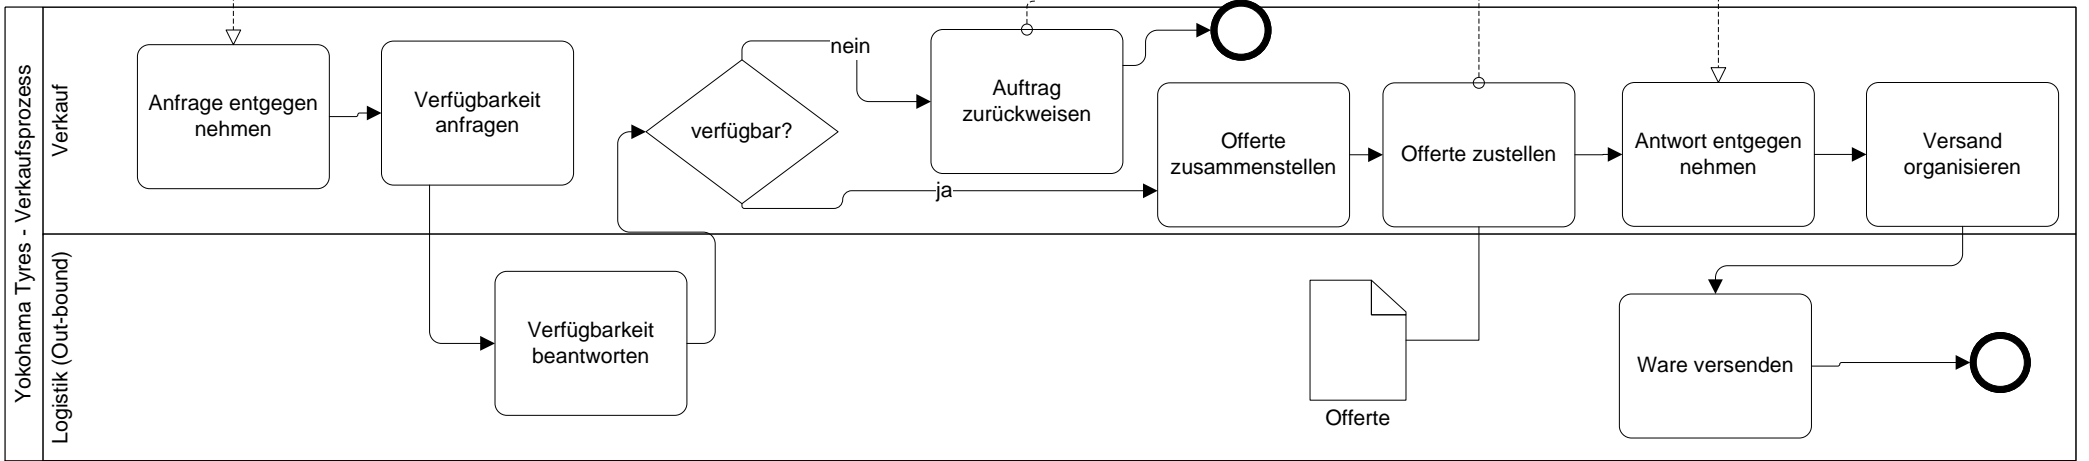 Yokohama Tyres - Verkaufsprozess
Verkauf
Anfrage entgegen
nehmen
Verfügbarkeit
anfragen
verfügbar?
nein
ja
Auftrag
zurückweisen
Offerte
zusammenstellen
Offerte zustellen
Antwort entgegen
nehmen
Versand
organisieren
Logistik (Out-bound)
Verfügbarkeit
beantworten
Offerte
Ware versenden